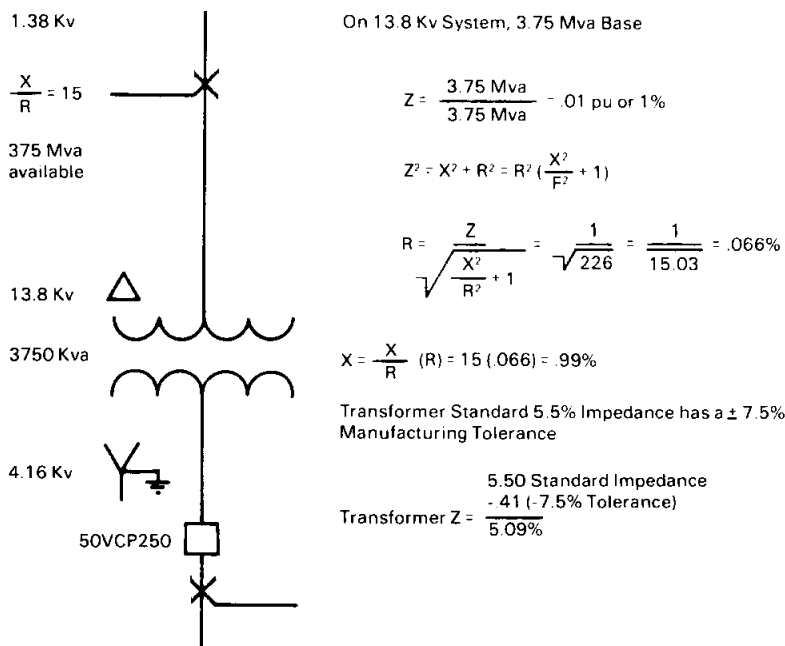 1.38 Kv
X/R = 15
375 Mva
available
13.8 Kv
3750 Kva
4.16 Kv
50VCP250
On 13.8 Kv System, 3.75 Mva Base
Z = 3.75 Mva / 3.75 Mva = .01 pu or 1%
Z² = X² + R² = R² (X²/F² + 1)
R = Z / √(X²/R² + 1) = 1 / √226 = 1 / 15.03 = .066%
X = X/R (R) = 15 (.066) = .99%
Transformer Standard 5.5% Impedance has a ± 7.5%
Manufacturing Tolerance
5.50 Standard Impedance
-.41 (-7.5% Tolerance)
Transformer Z = 5.09%